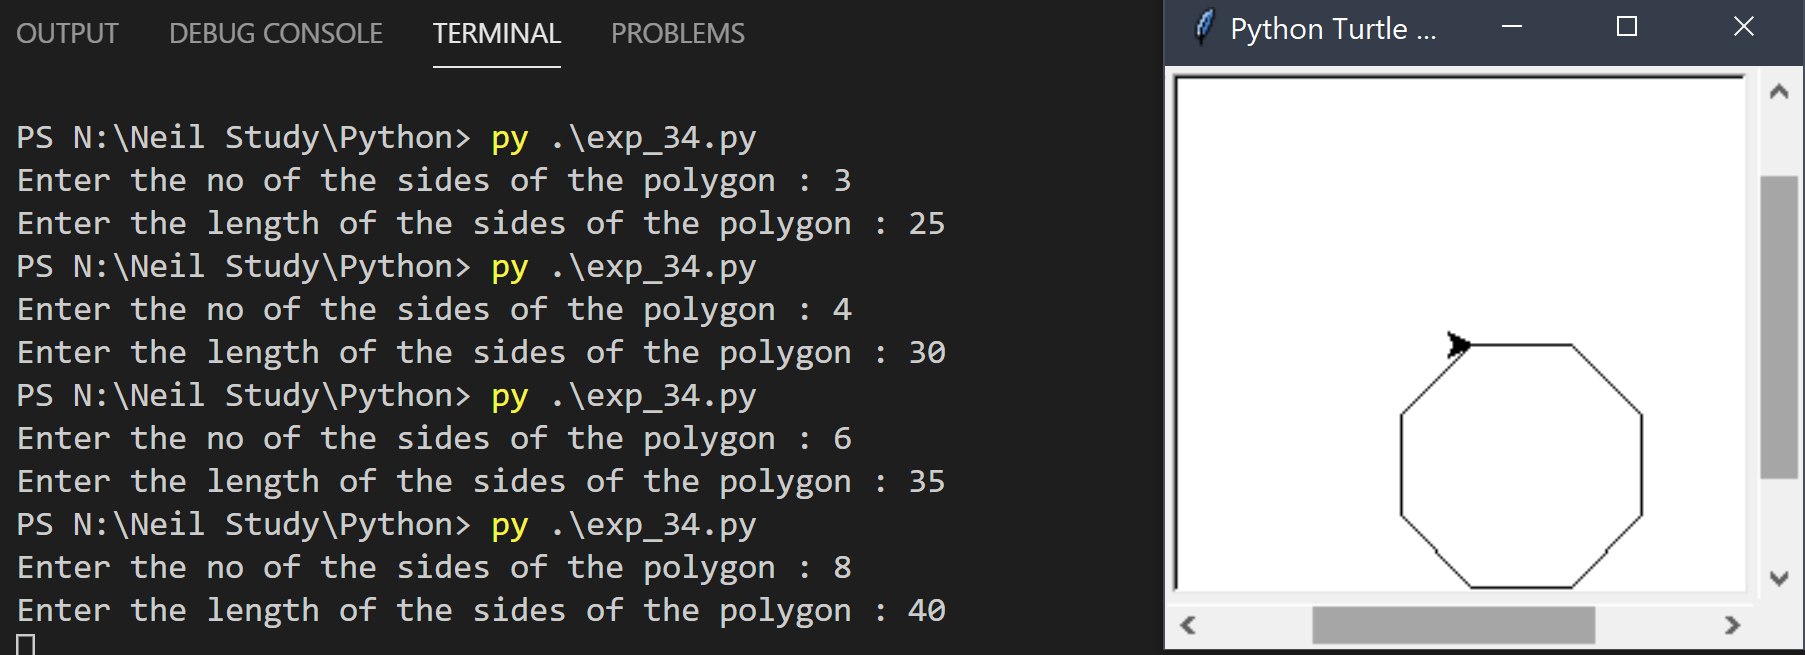 OUTPUT DEBUG CONSOLE TERMINAL PROBLEMS
PS N:\Neil Study\Python> py .\exp_34.py
Enter the no of the sides of the polygon : 3
Enter the length of the sides of the polygon : 25
PS N:\Neil Study\Python> py .\exp_34.py
Enter the no of the sides of the polygon : 4
Enter the length of the sides of the polygon : 30
PS N:\Neil Study\Python> py .\exp_34.py
Enter the no of the sides of the polygon : 6
Enter the length of the sides of the polygon : 35
PS N:\Neil Study\Python> py .\exp_34.py
Enter the no of the sides of the polygon : 8
Enter the length of the sides of the polygon : 40
Python Turtle ...